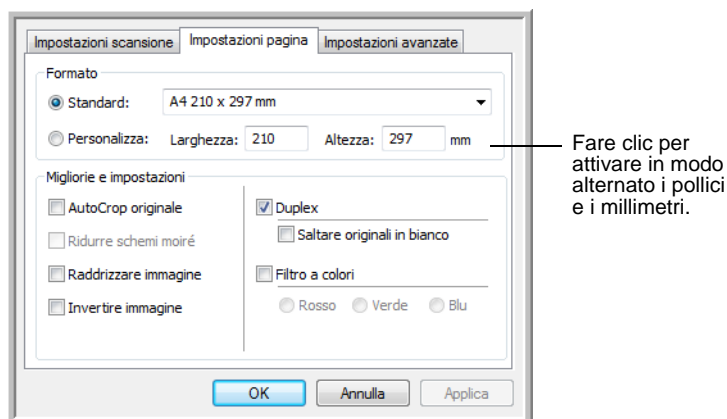 Impostazioni scansione Impostazioni pagina Impostazioni avanzate
Formato
Standard: A4 210 x 297 mm
Personalizza: Larghezza: 210 Altezza: 297 mm
Fare clic per
attivare in modo
alternato i pollici
e i millimetri.
Migliorie e impostazioni
AutoCrop originale
Ridurre schemi moiré
Raddrizzare immagine
Invertire immagine
Duplex
Saltare originali in bianco
Filtro a colori
Rosso Verde Blu
OK Annulla Applica